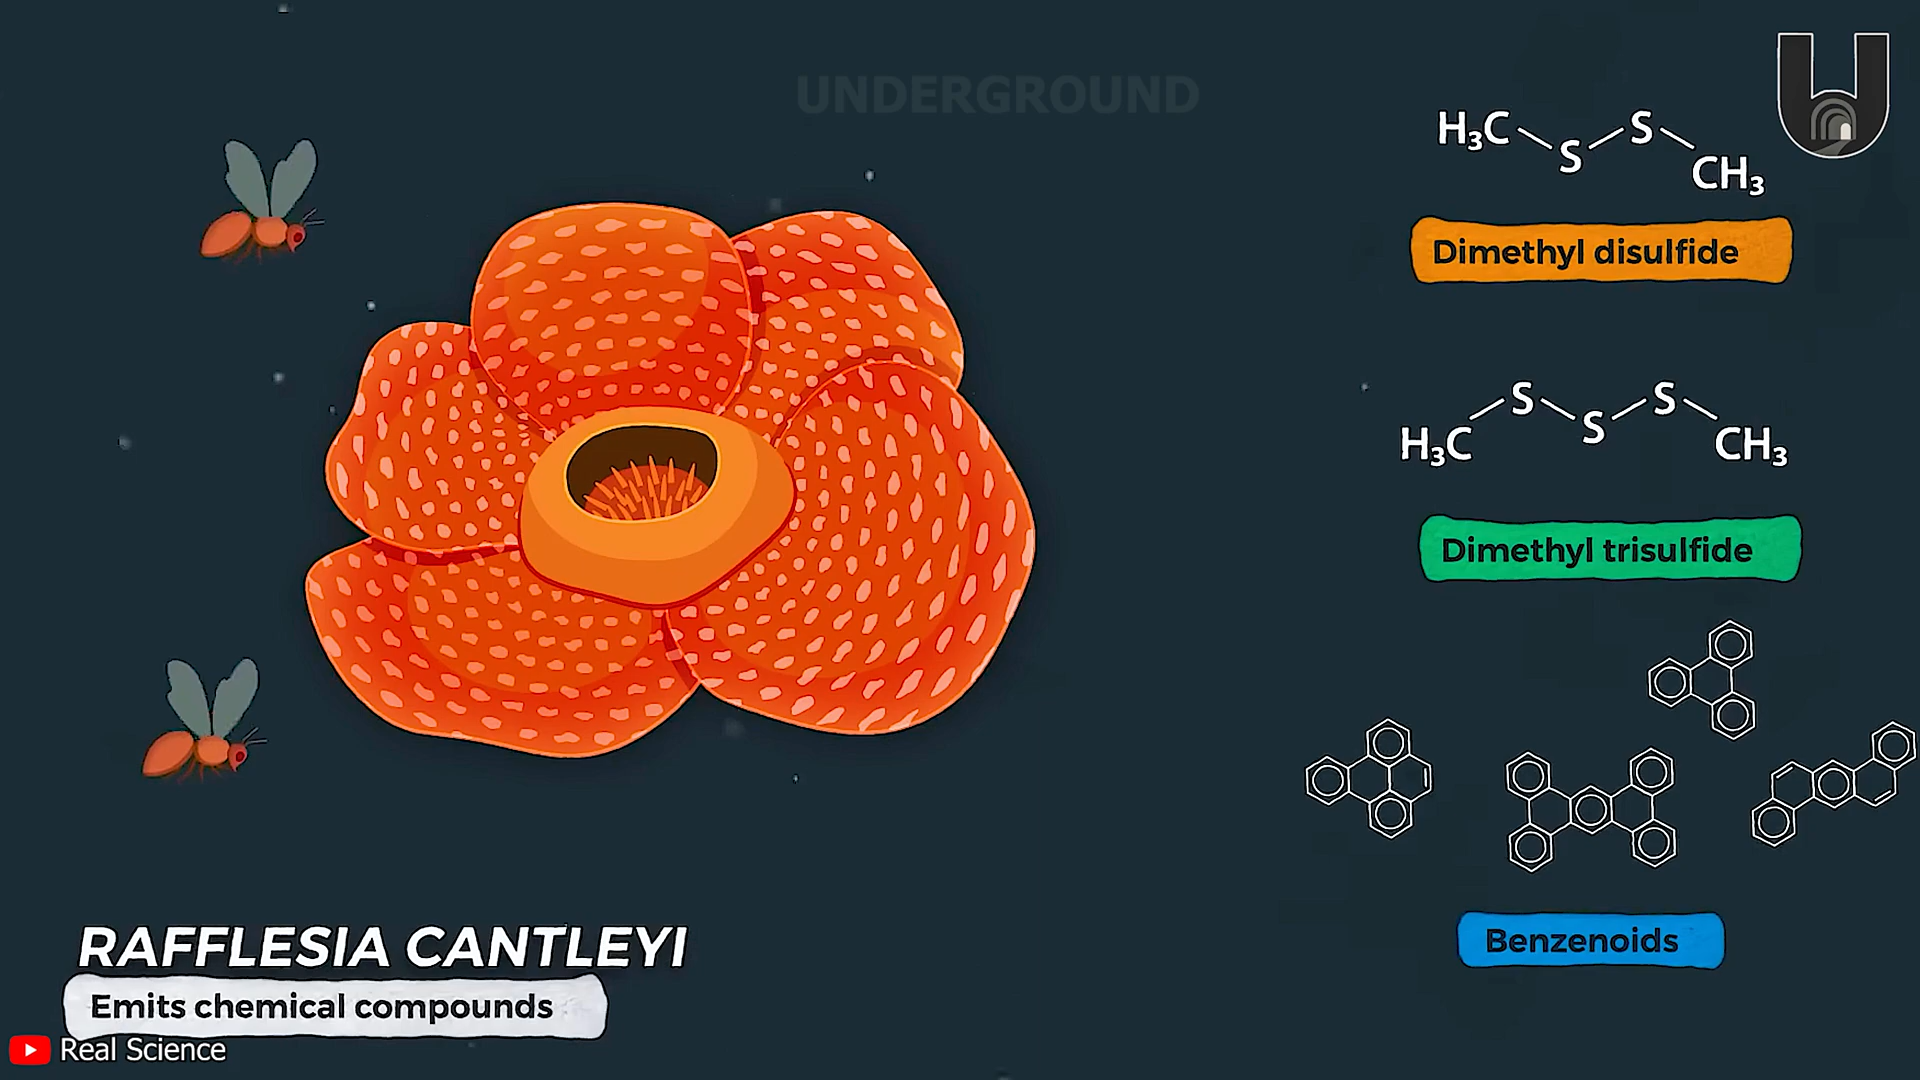 UNDERGROUND
U
H₃C S S CH₃
Dimethyl disulfide
H₃C S S S CH₃
Dimethyl trisulfide
Benzenoids
RAFFLESIA CANTLEYI
Emits chemical compounds
Real Science